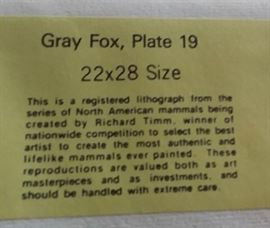 Gray Fox, Plate 19
22x28 Size
This is a registered lithograph from the
series of North American mammals being
created by Richard Timm, winner of
nationwide competition to select the best
artist to create the most authentic and
lifelike mammals ever painted. These
reproductions are valued both as art
masterpieces and as investments, and
should be handled with extreme care.